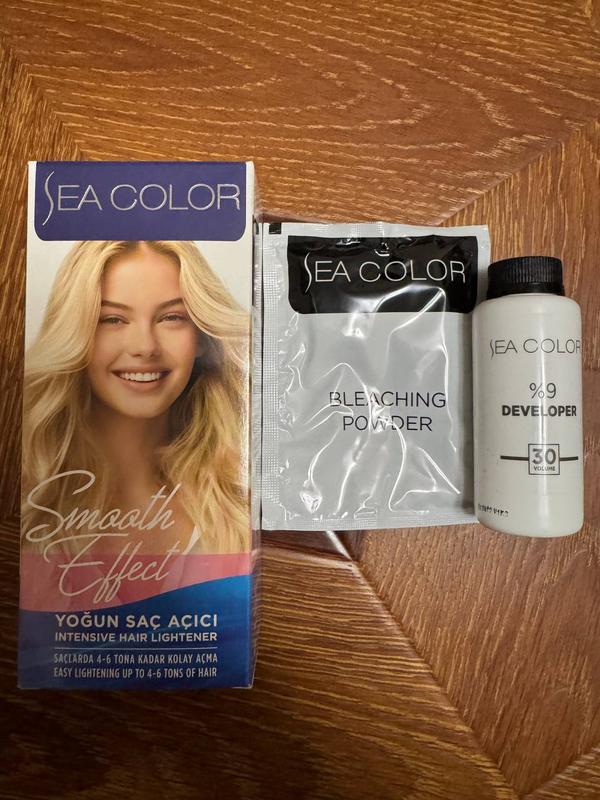 SEA COLOR
Smooth
Effect
YOĞUN SAÇ AÇICI
INTENSIVE HAIR LIGHTENER
SAÇLARDA 4-6 TONA KADAR KOLAY AÇMA
EASY LIGHTENING UP TO 4-6 TONS OF HAIR
SEA COLOR
BLEACHING
POWDER
SEA COLOR
%9
DEVELOPER
30
VOLUME